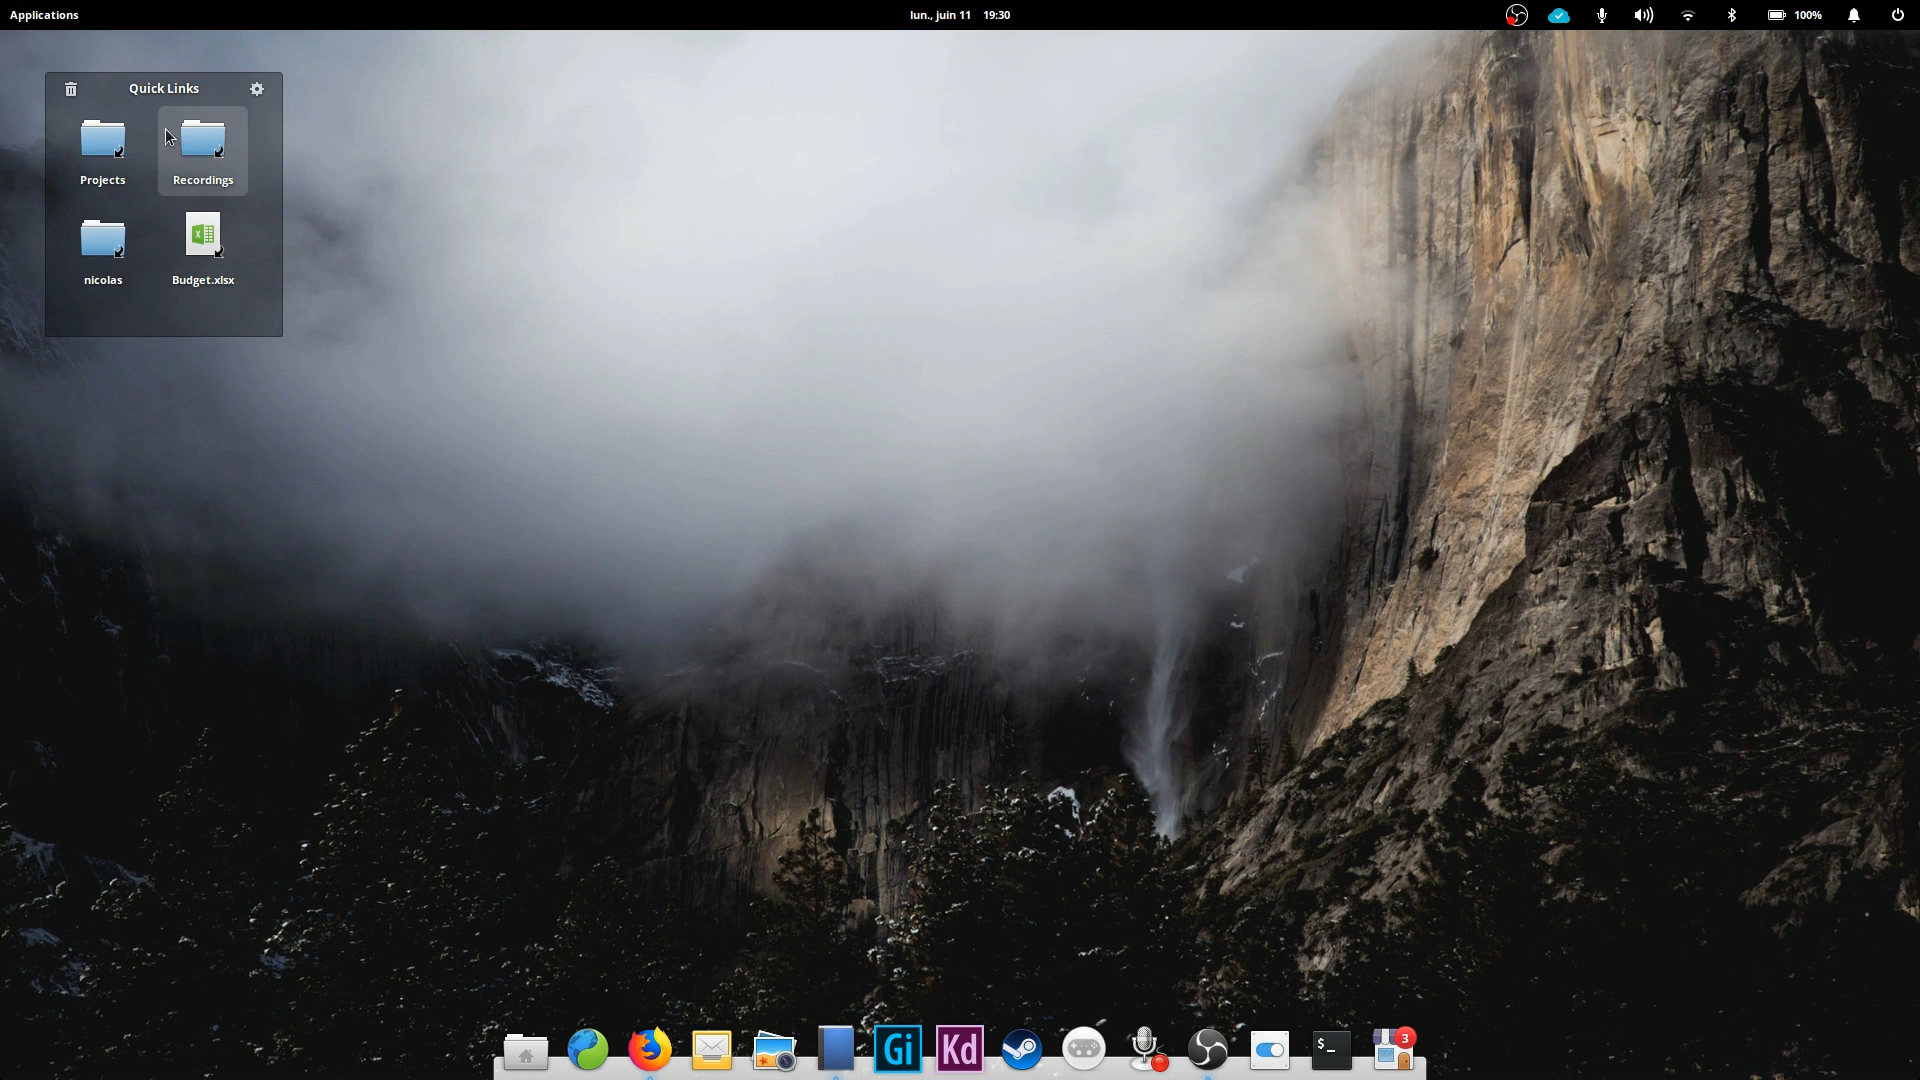 Applications
lun., juin 11 19:30
100%
Quick Links
Projects
Recordings
nicolas
Budget.xlsx
X
Gi
Kd
$_
3